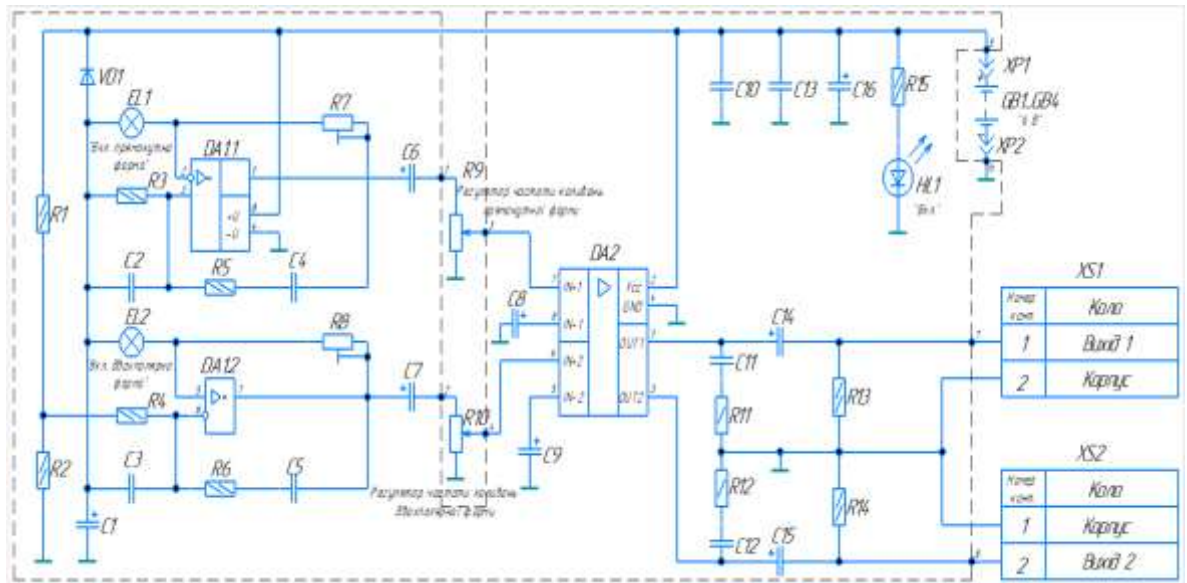 VD1
EL1
R7
"Вкл. прямокутна
форма"
DA1.1
C6
R9
Регулятор частоти коливань
прямокутної форми
R3
R1
+U
-U
C2
R5
C4
EL2
"Вкл.
форма"
R8
DA1.2
C7
R10
R4
R2
C3
R6
C5
C1
Регулятор частоти коливань
форми
C10
C13
C16
R15
HL1
"Вкл."
XP1
GB1..GB4
"6 В"
XP2
DA2
IN+1
Vcc
GND
IN-1
OUT1
IN+2
IN-2
OUT2
C8
C9
C14
C11
R11
R13
R12
R14
C12
C15
XS1
Номер
конт.
Коло
1
Вихід 1
2
Корпус
XS2
Номер
конт.
Коло
1
Корпус
2
Вихід 2